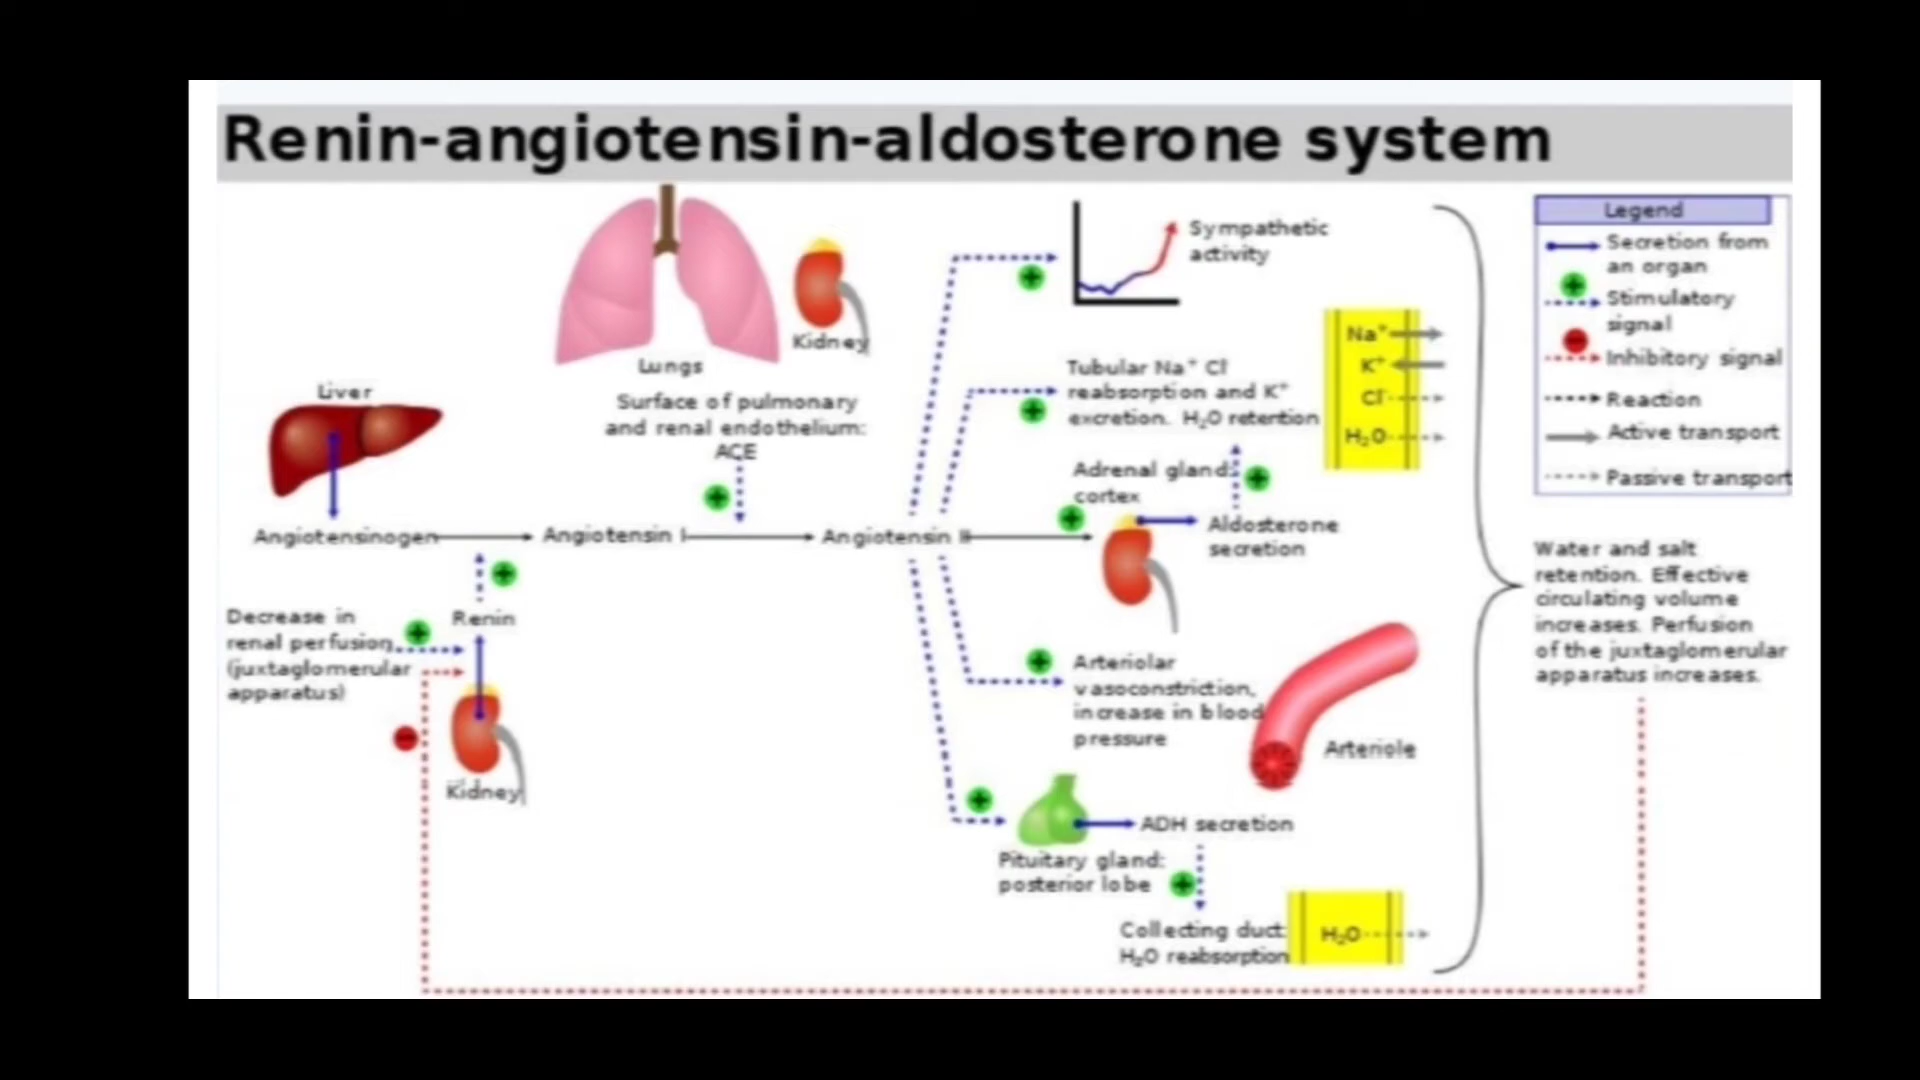 Renin-angiotensin-aldosterone system
Liver
Lungs
Kidney
Surface of pulmonary
and renal endothelium:
ACE
Angiotensinogen
Angiotensin I
Angiotensin II
Decrease in
renal perfusion
(juxtaglomerular
apparatus)
Renin
Kidney
Sympathetic
activity
Tubular Na⁺ Cl
reabsorption and K⁺
excretion. H₂O retention
Na⁺
K⁺
Cl
H₂O
Adrenal gland:
cortex
Aldosterone
secretion
Arteriolar
vasoconstriction,
increase in blood
pressure
Arteriole
ADH secretion
Pituitary gland:
posterior lobe
Collecting duct:
H₂O reabsorption
H₂O
Legend
Secretion from
an organ
Stimulatory
signal
Inhibitory signal
Reaction
Active transport
Passive transport
Water and salt
retention. Effective
circulating volume
increases. Perfusion
of the juxtaglomerular
apparatus increases.